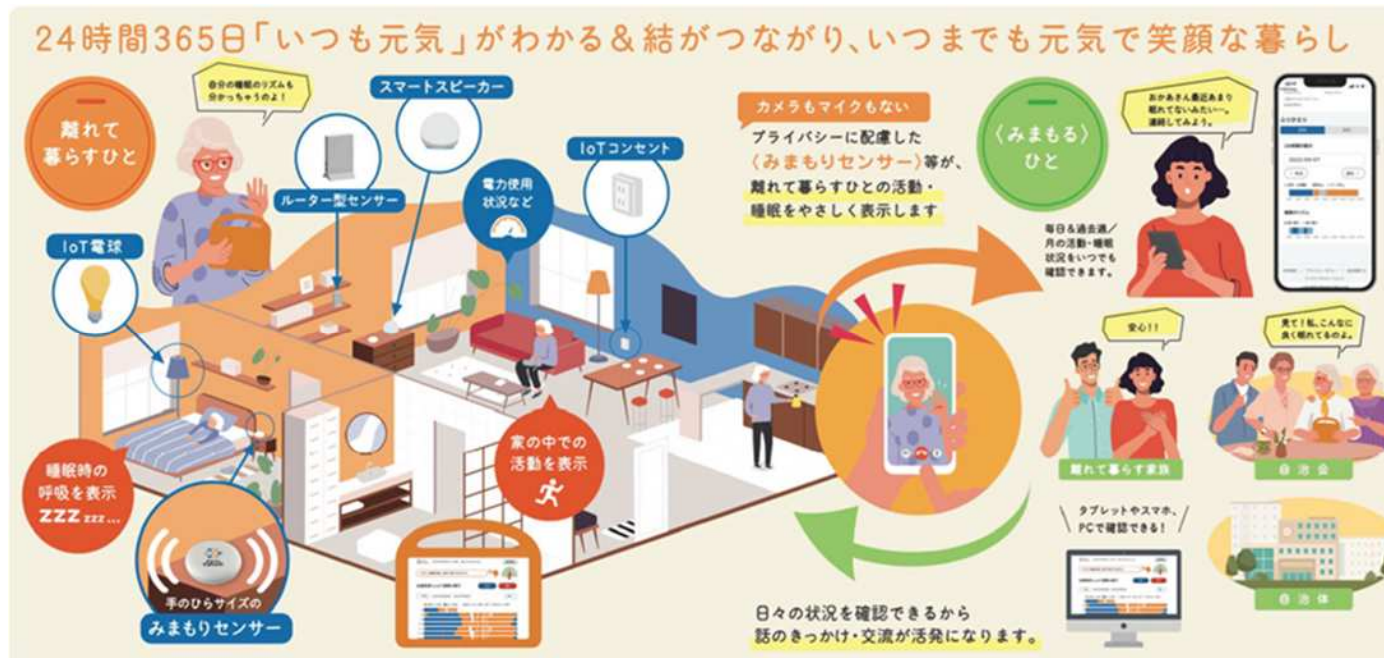 24時間365日「いつも元気」がわかる&結がつながり、いつまでも元気で笑顔な暮らし
離れて
暮らすひと
自分の睡眠のリズムも
分かっちゃうのよ！
スマートスピーカー
ルーター型センサー
IoTコンセント
電力使用
状況など
IoT電球
睡眠時の
呼吸を表示
ZZZ zzz...
手のひらサイズの
みまもりセンサー
家の中での
活動を表示
カメラもマイクもない
プライバシーに配慮した
〈みまもりセンサー〉等が、
離れて暮らすひとの活動・
睡眠をやさしく表示します
〈みまもる〉
ひと
おかあさん最近あまり
眠れてないみたい…。
連絡してみよう。
毎日&過去週／
月の活動・睡眠
状況をいつでも
確認できます。
安心！！
離れて暮らす家族
見て！私、こんなに
良く眠れてるのよ。
自治会
タブレットやスマホ、
PCで確認できる！
自治体
日々の状況を確認できるから
話のきっかけ・交流が活発になります。